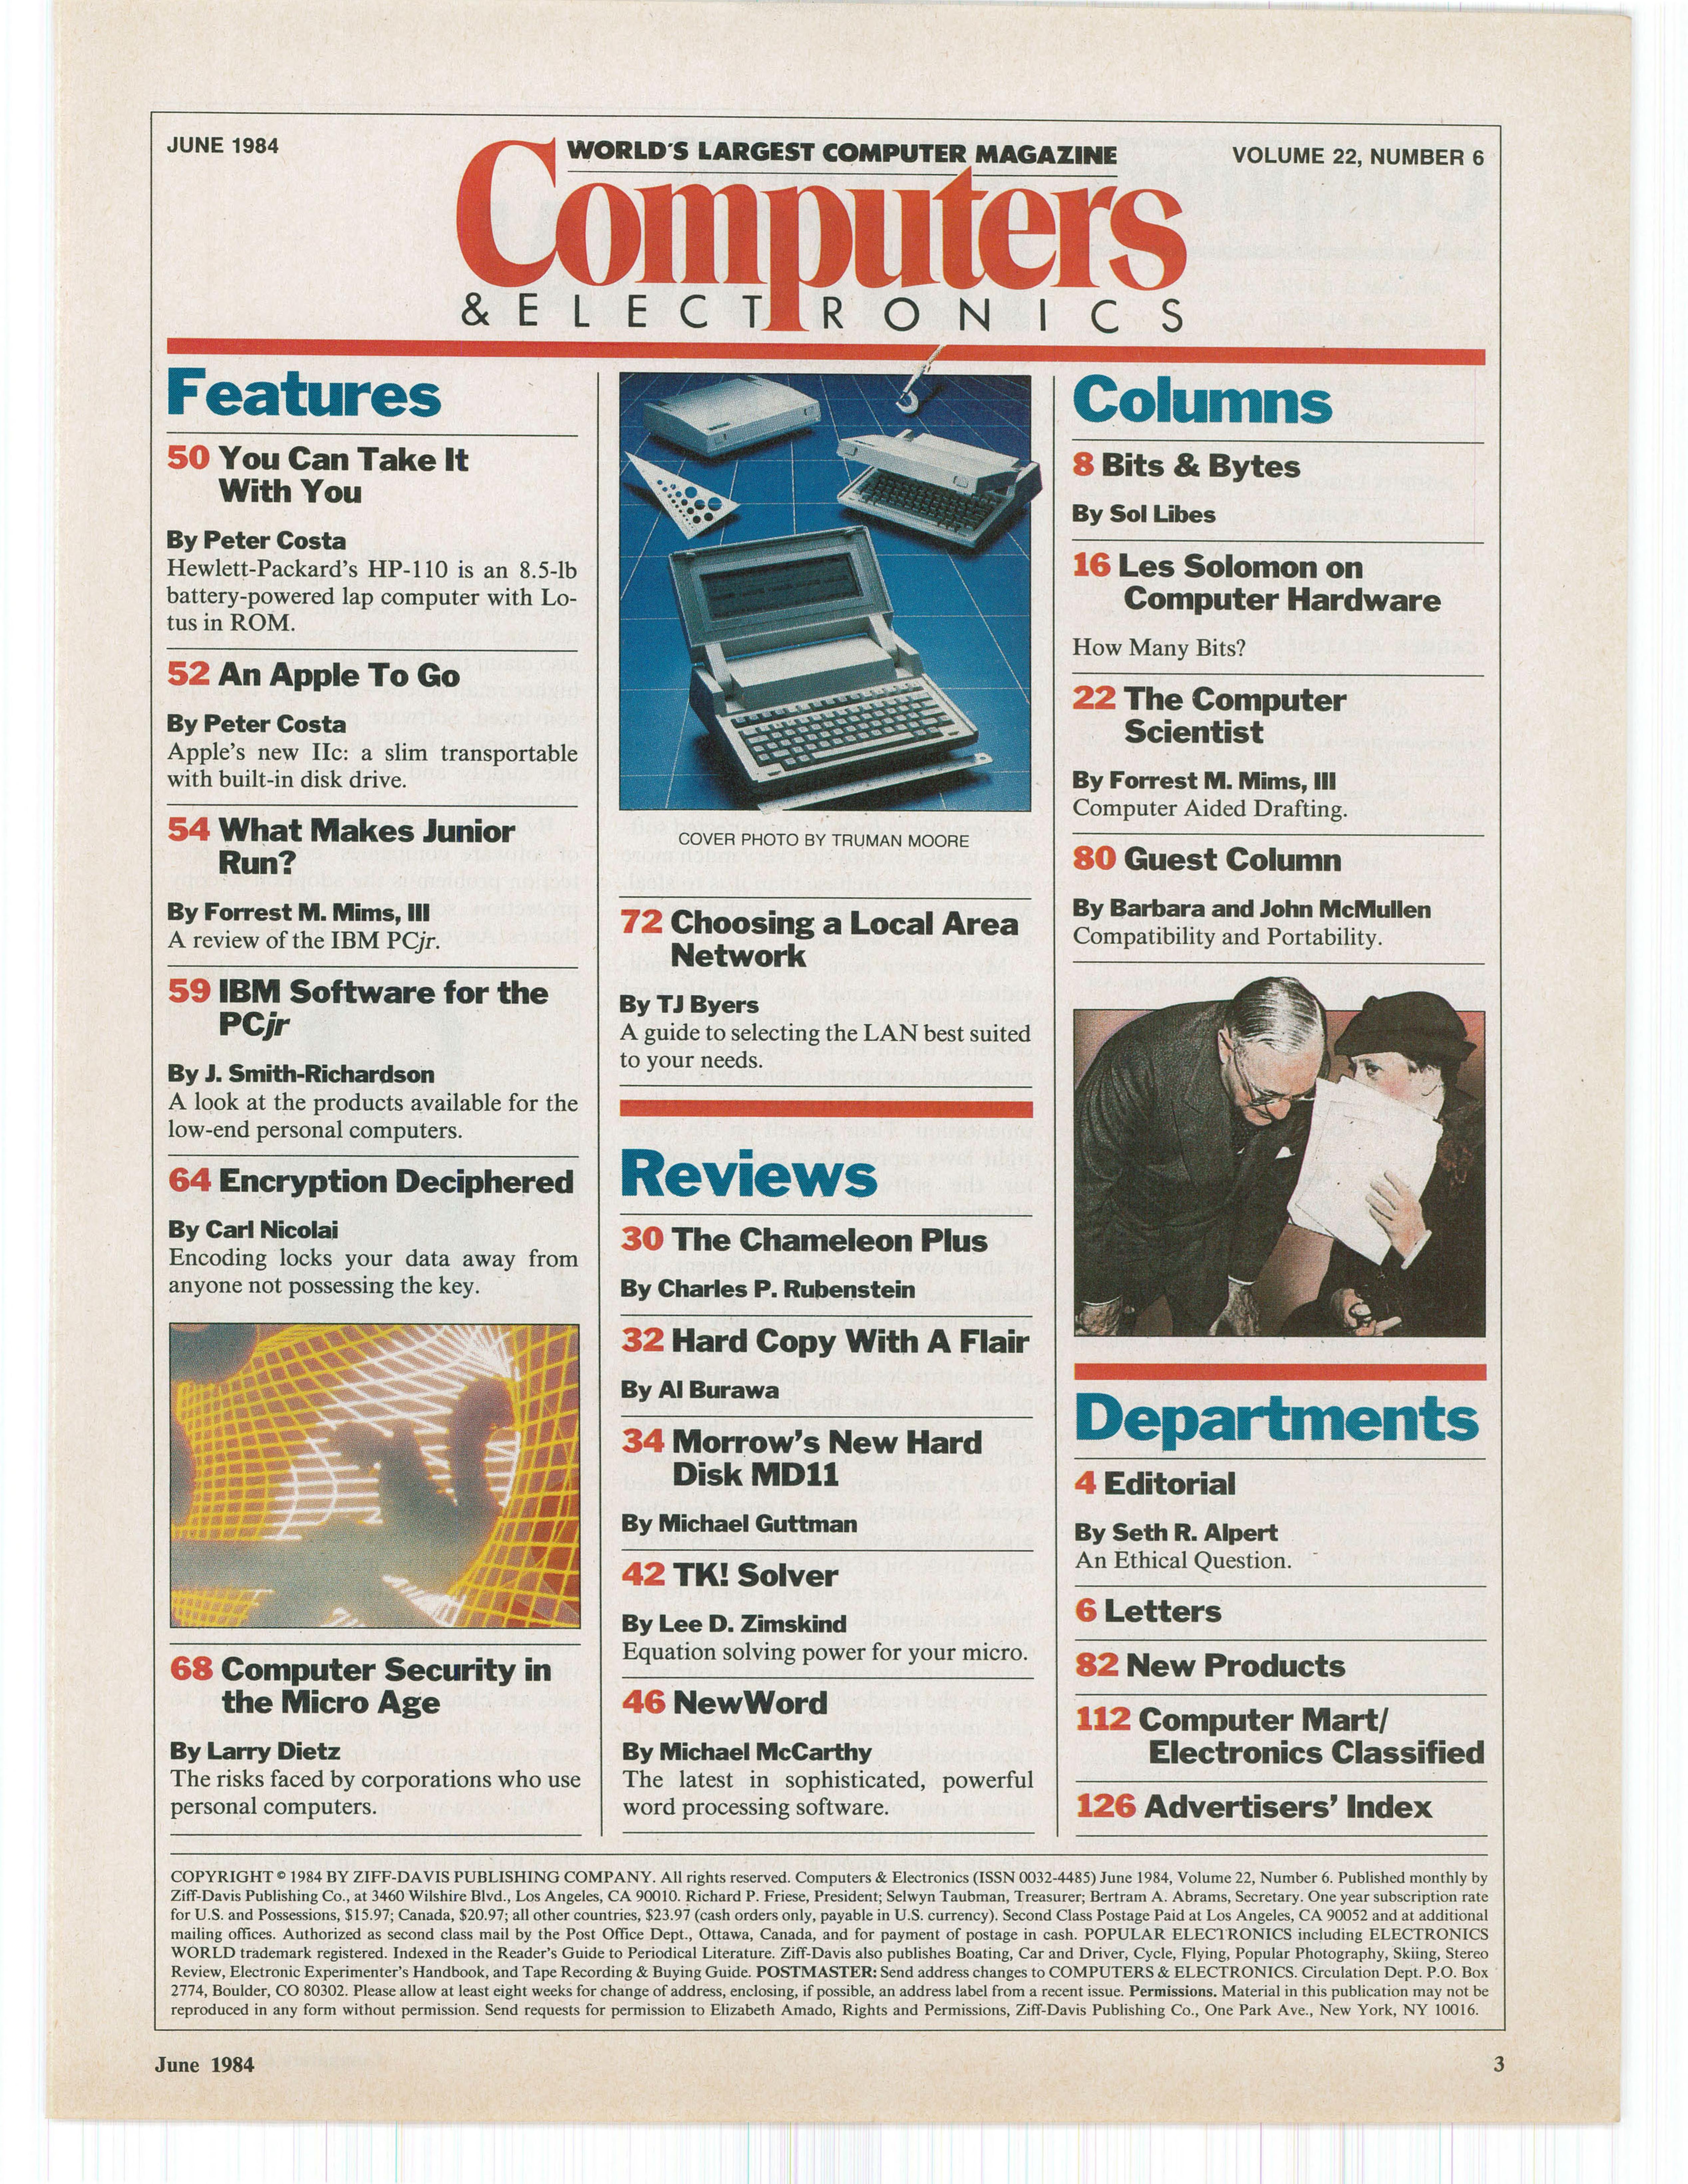 JUNE 1984
WORLD'S LARGEST COMPUTER MAGAZINE
VOLUME 22, NUMBER 6
Computers
& ELECTRONICS
Features
50 You Can Take It
With You
By Peter Costa
Hewlett-Packard's HP-110 is an 8.5-lb
battery-powered lap computer with Lo-
tus in ROM.
52 An Apple To Go
By Peter Costa
Apple's new IIc: a slim transportable
with built-in disk drive.
54 What Makes Junior
Run?
By Forrest M. Mims, III
A review of the IBM PCjr.
59 IBM Software for the
PCjr
By J. Smith-Richardson
A look at the products available for the
low-end personal computers.
64 Encryption Deciphered
By Carl Nicolai
Encoding locks your data away from
anyone not possessing the key.
68 Computer Security in
the Micro Age
By Larry Dietz
The risks faced by corporations who use
personal computers.
COVER PHOTO BY TRUMAN MOORE
72 Choosing a Local Area
Network
By TJ Byers
A guide to selecting the LAN best suited
to your needs.
Reviews
30 The Chameleon Plus
By Charles P. Rubenstein
32 Hard Copy With A Flair
By Al Burawa
34 Morrow's New Hard
Disk MD11
By Michael Guttman
42 TK! Solver
By Lee D. Zimskind
Equation solving power for your micro.
46 NewWord
By Michael McCarthy
The latest in sophisticated, powerful
word processing software.
Columns
8 Bits & Bytes
By Sol Libes
16 Les Solomon on
Computer Hardware
How Many Bits?
22 The Computer
Scientist
By Forrest M. Mims, III
Computer Aided Drafting.
80 Guest Column
By Barbara and John McMullen
Compatibility and Portability.
Departments
4 Editorial
By Seth R. Alpert
An Ethical Question.
6 Letters
82 New Products
112 Computer Mart/
Electronics Classified
126 Advertisers' Index
COPYRIGHT © 1984 BY ZIFF-DAVIS PUBLISHING COMPANY. All rights reserved. Computers & Electronics (ISSN 0032-4485) June 1984, Volume 22, Number 6. Published monthly by
Ziff-Davis Publishing Co., at 3460 Wilshire Blvd., Los Angeles, CA 90010. Richard P. Friese, President; Selwyn Taubman, Treasurer; Bertram A. Abrams, Secretary. One year subscription rate
for U.S. and Possessions, $15.97; Canada, $20.97; all other countries, $23.97 (cash orders only, payable in U.S. currency). Second Class Postage Paid at Los Angeles, CA 90052 and at additional
mailing offices. Authorized as second class mail by the Post Office Dept., Ottawa, Canada, and for payment of postage in cash. POPULAR ELECTRONICS including ELECTRONICS
WORLD trademark registered. Indexed in the Reader's Guide to Periodical Literature. Ziff-Davis also publishes Boating, Car and Driver, Cycle, Flying, Popular Photography, Skiing, Stereo
Review, Electronic Experimenter's Handbook, and Tape Recording & Buying Guide. POSTMASTER: Send address changes to COMPUTERS & ELECTRONICS. Circulation Dept. P.O. Box
2774, Boulder, CO 80302. Please allow at least eight weeks for change of address, enclosing, if possible, an address label from a recent issue. Permissions. Material in this publication may not be
reproduced in any form without permission. Send requests for permission to Elizabeth Amado, Rights and Permissions, Ziff-Davis Publishing Co., One Park Ave., New York, NY 10016.
June 1984
3